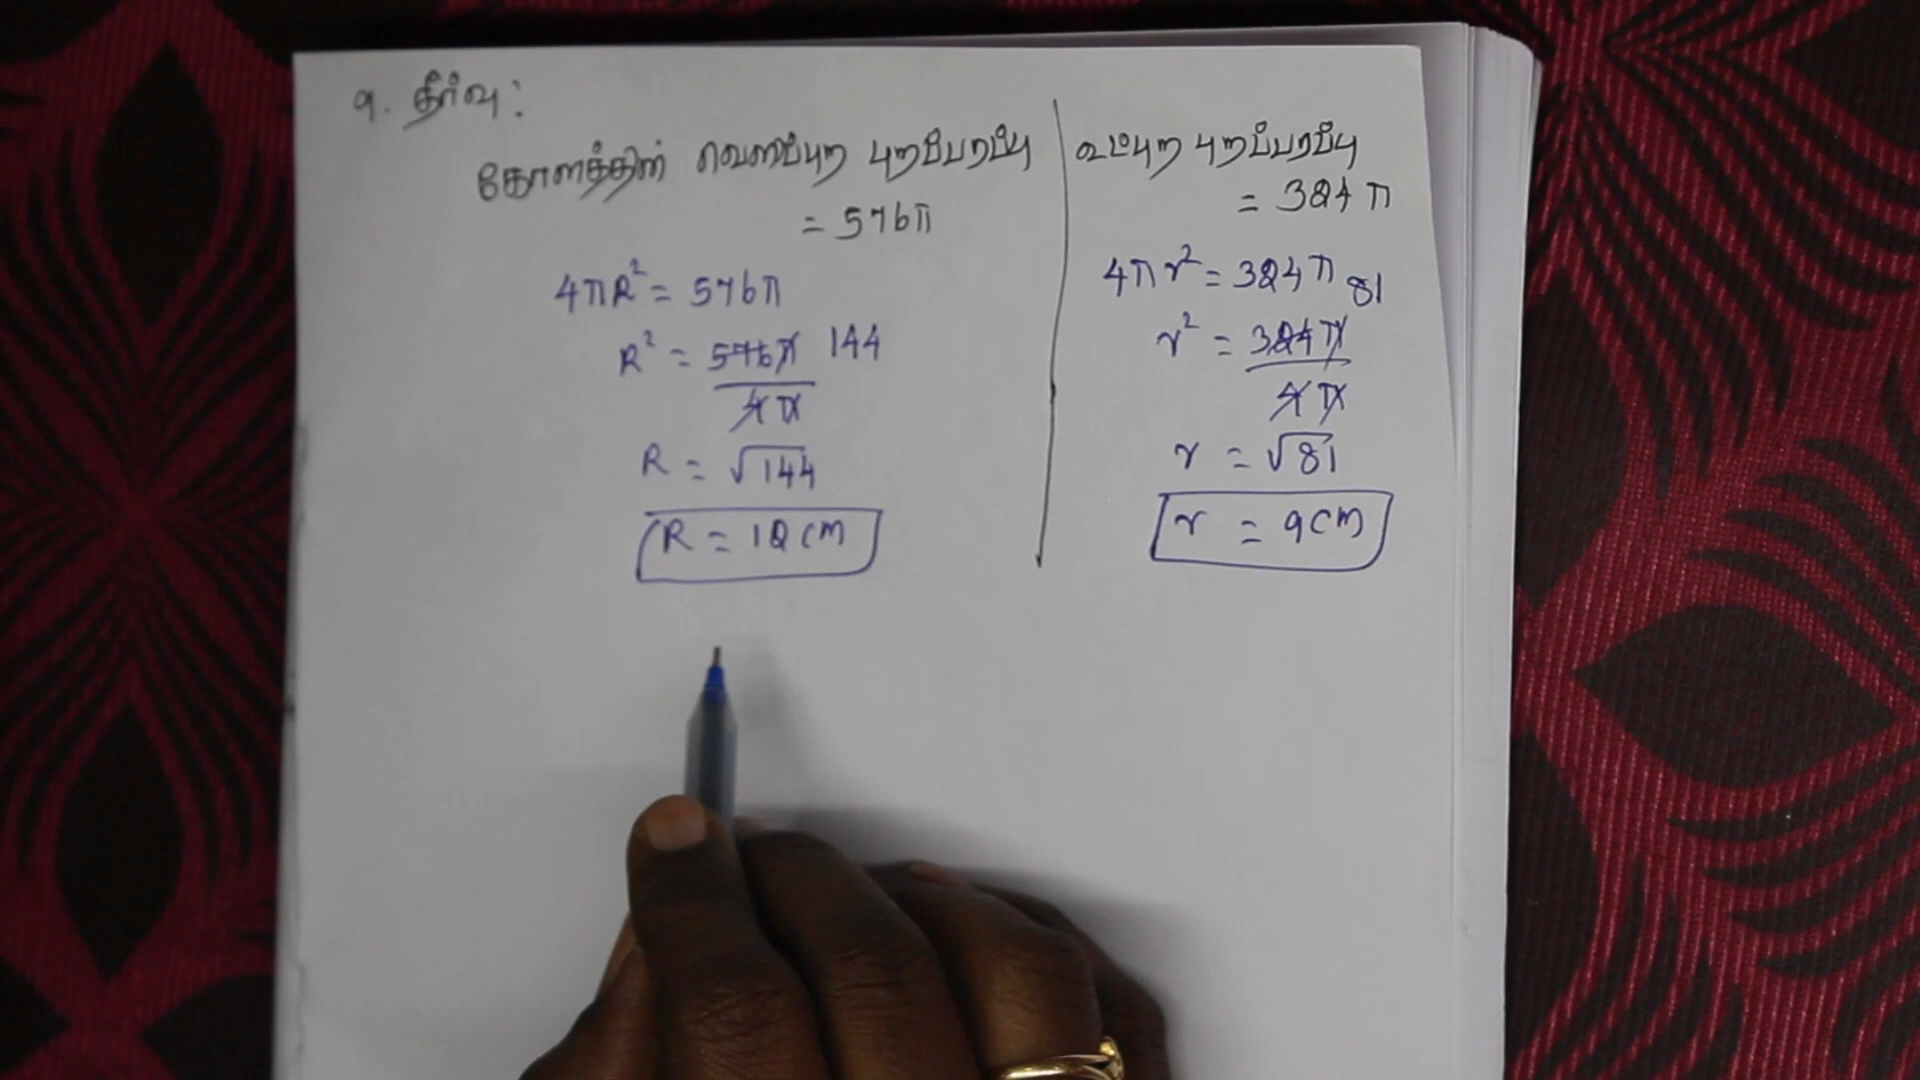 9. தீர்வு :
கோளத்தின் வெளிப்புற புறப்பரப்பு
= 576π
4πR² = 576π
R² = 576π/4π 144
R = √144
R = 12 cm
உட்புற புறப்பரப்பு
= 324 π
4πr² = 324π
r² = 324π/4π 81
r = √81
r = 9 cm